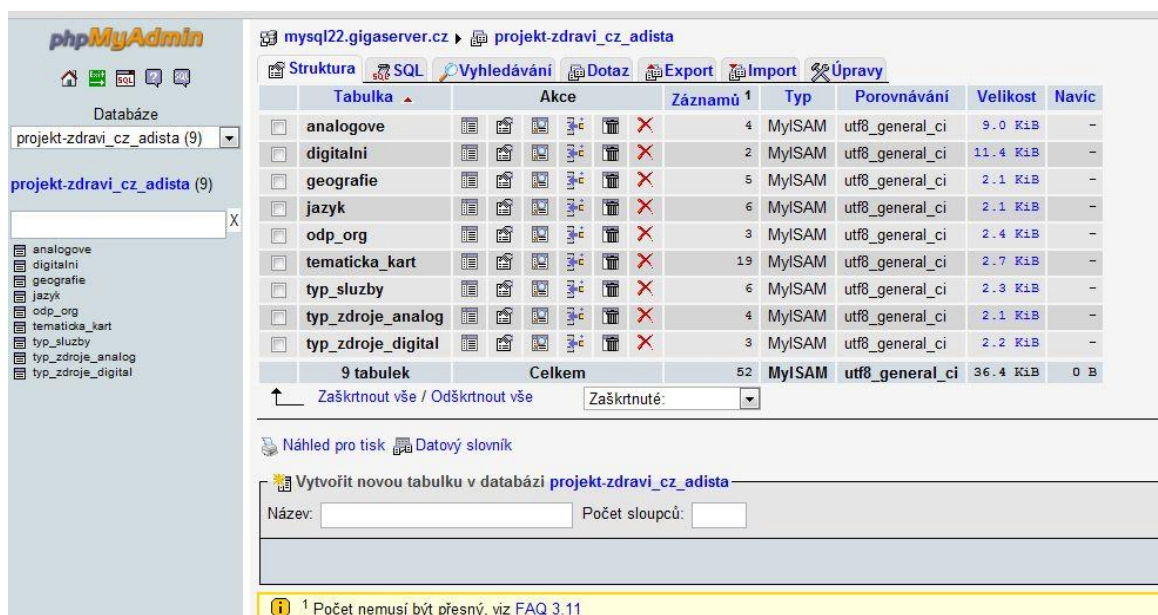 phpMyAdmin
Databáze
projekt-zdravi_cz_adista (9)
projekt-zdravi_cz_adista (9)
X
analogove
digitalni
geografie
jazyk
odp_org
tematicka_kart
typ_sluzby
typ_zdroje_analog
typ_zdroje_digital
mysql22.gigaserver.cz ▸ projekt-zdravi_cz_adista
Struktura SQL Vyhledávání Dotaz Export Import Úpravy
Tabulka Akce Záznamů 1 Typ Porovnávání Velikost Navíc
analogove 4 MyISAM utf8_general_ci 9.0 KiB -
digitalni 2 MyISAM utf8_general_ci 11.4 KiB -
geografie 5 MyISAM utf8_general_ci 2.1 KiB -
jazyk 6 MyISAM utf8_general_ci 2.1 KiB -
odp_org 3 MyISAM utf8_general_ci 2.4 KiB -
tematicka_kart 19 MyISAM utf8_general_ci 2.7 KiB -
typ_sluzby 6 MyISAM utf8_general_ci 2.3 KiB -
typ_zdroje_analog 4 MyISAM utf8_general_ci 2.1 KiB -
typ_zdroje_digital 3 MyISAM utf8_general_ci 2.2 KiB -
9 tabulek Celkem 52 MyISAM utf8_general_ci 36.4 KiB 0 B
Zaškrtnout vše / Odškrtnout vše Zaškrtnuté:
Náhled pro tisk Datový slovník
Vytvořit novou tabulku v databázi projekt-zdravi_cz_adista
Název: Počet sloupců:
1 Počet nemusí být přesný, viz FAQ 3.11